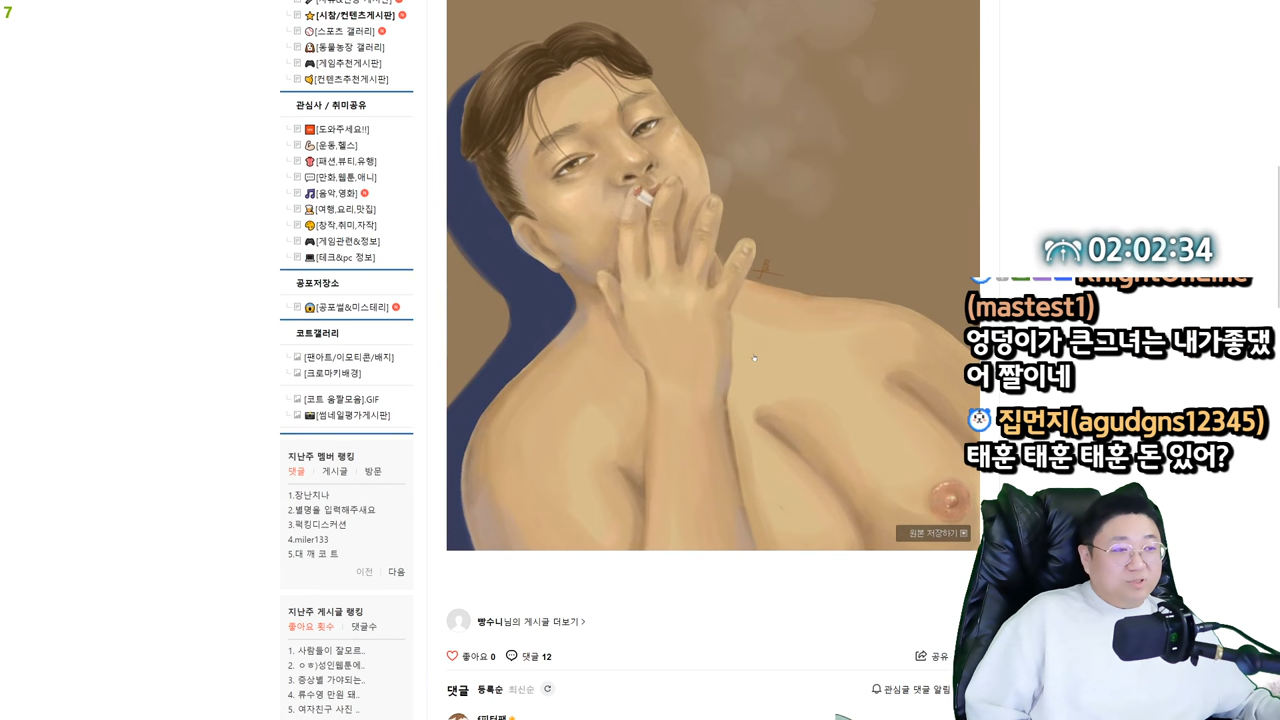 7
[시참/컨텐츠게시판]
[스포츠 갤러리]
[동물농장 갤러리]
[게임추천게시판]
[컨텐츠추천게시판]
관심사 / 취미공유
[도와주세요!!]
[운동,헬스]
[패션,뷰티,유행]
[만화,웹툰,애니]
[음악,영화]
[여행,요리,맛집]
[창작,취미,자작]
[게임관련&정보]
[테크&pc 정보]
공포저장소
[공포썰&미스테리]
코트갤러리
[팬아트/이모티콘/배지]
[크로마키배경]
[코트 움짤모음].GIF
[썸네일평가게시판]
지난주 멤버 랭킹
댓글 게시글 방문
1.장난치나
2.별명을 입력해주새요
3.퍽킹디스커션
4.miler133
5.대 깨 코 트
이전 다음
지난주 게시글 랭킹
좋아요 횟수 댓글수
1. 사람들이 잘모르..
2. ㅇㅎ)성인웹툰에..
3. 증상별 가야되는..
4. 류수영 만원 돼..
5. 여자친구 사진 ..
원본 저장하기
빵수니님의 게시글 더보기 >
좋아요 0 댓글 12
공유
댓글 등록순 최신순
관심글 댓글 알림
02:02:34
KnightOnLine
(mastest1)
엉덩이가 큰그녀는 내가좋댔
어 짤이네
집먼지(agudgns12345)
태훈 태훈 태훈 돈 있어?